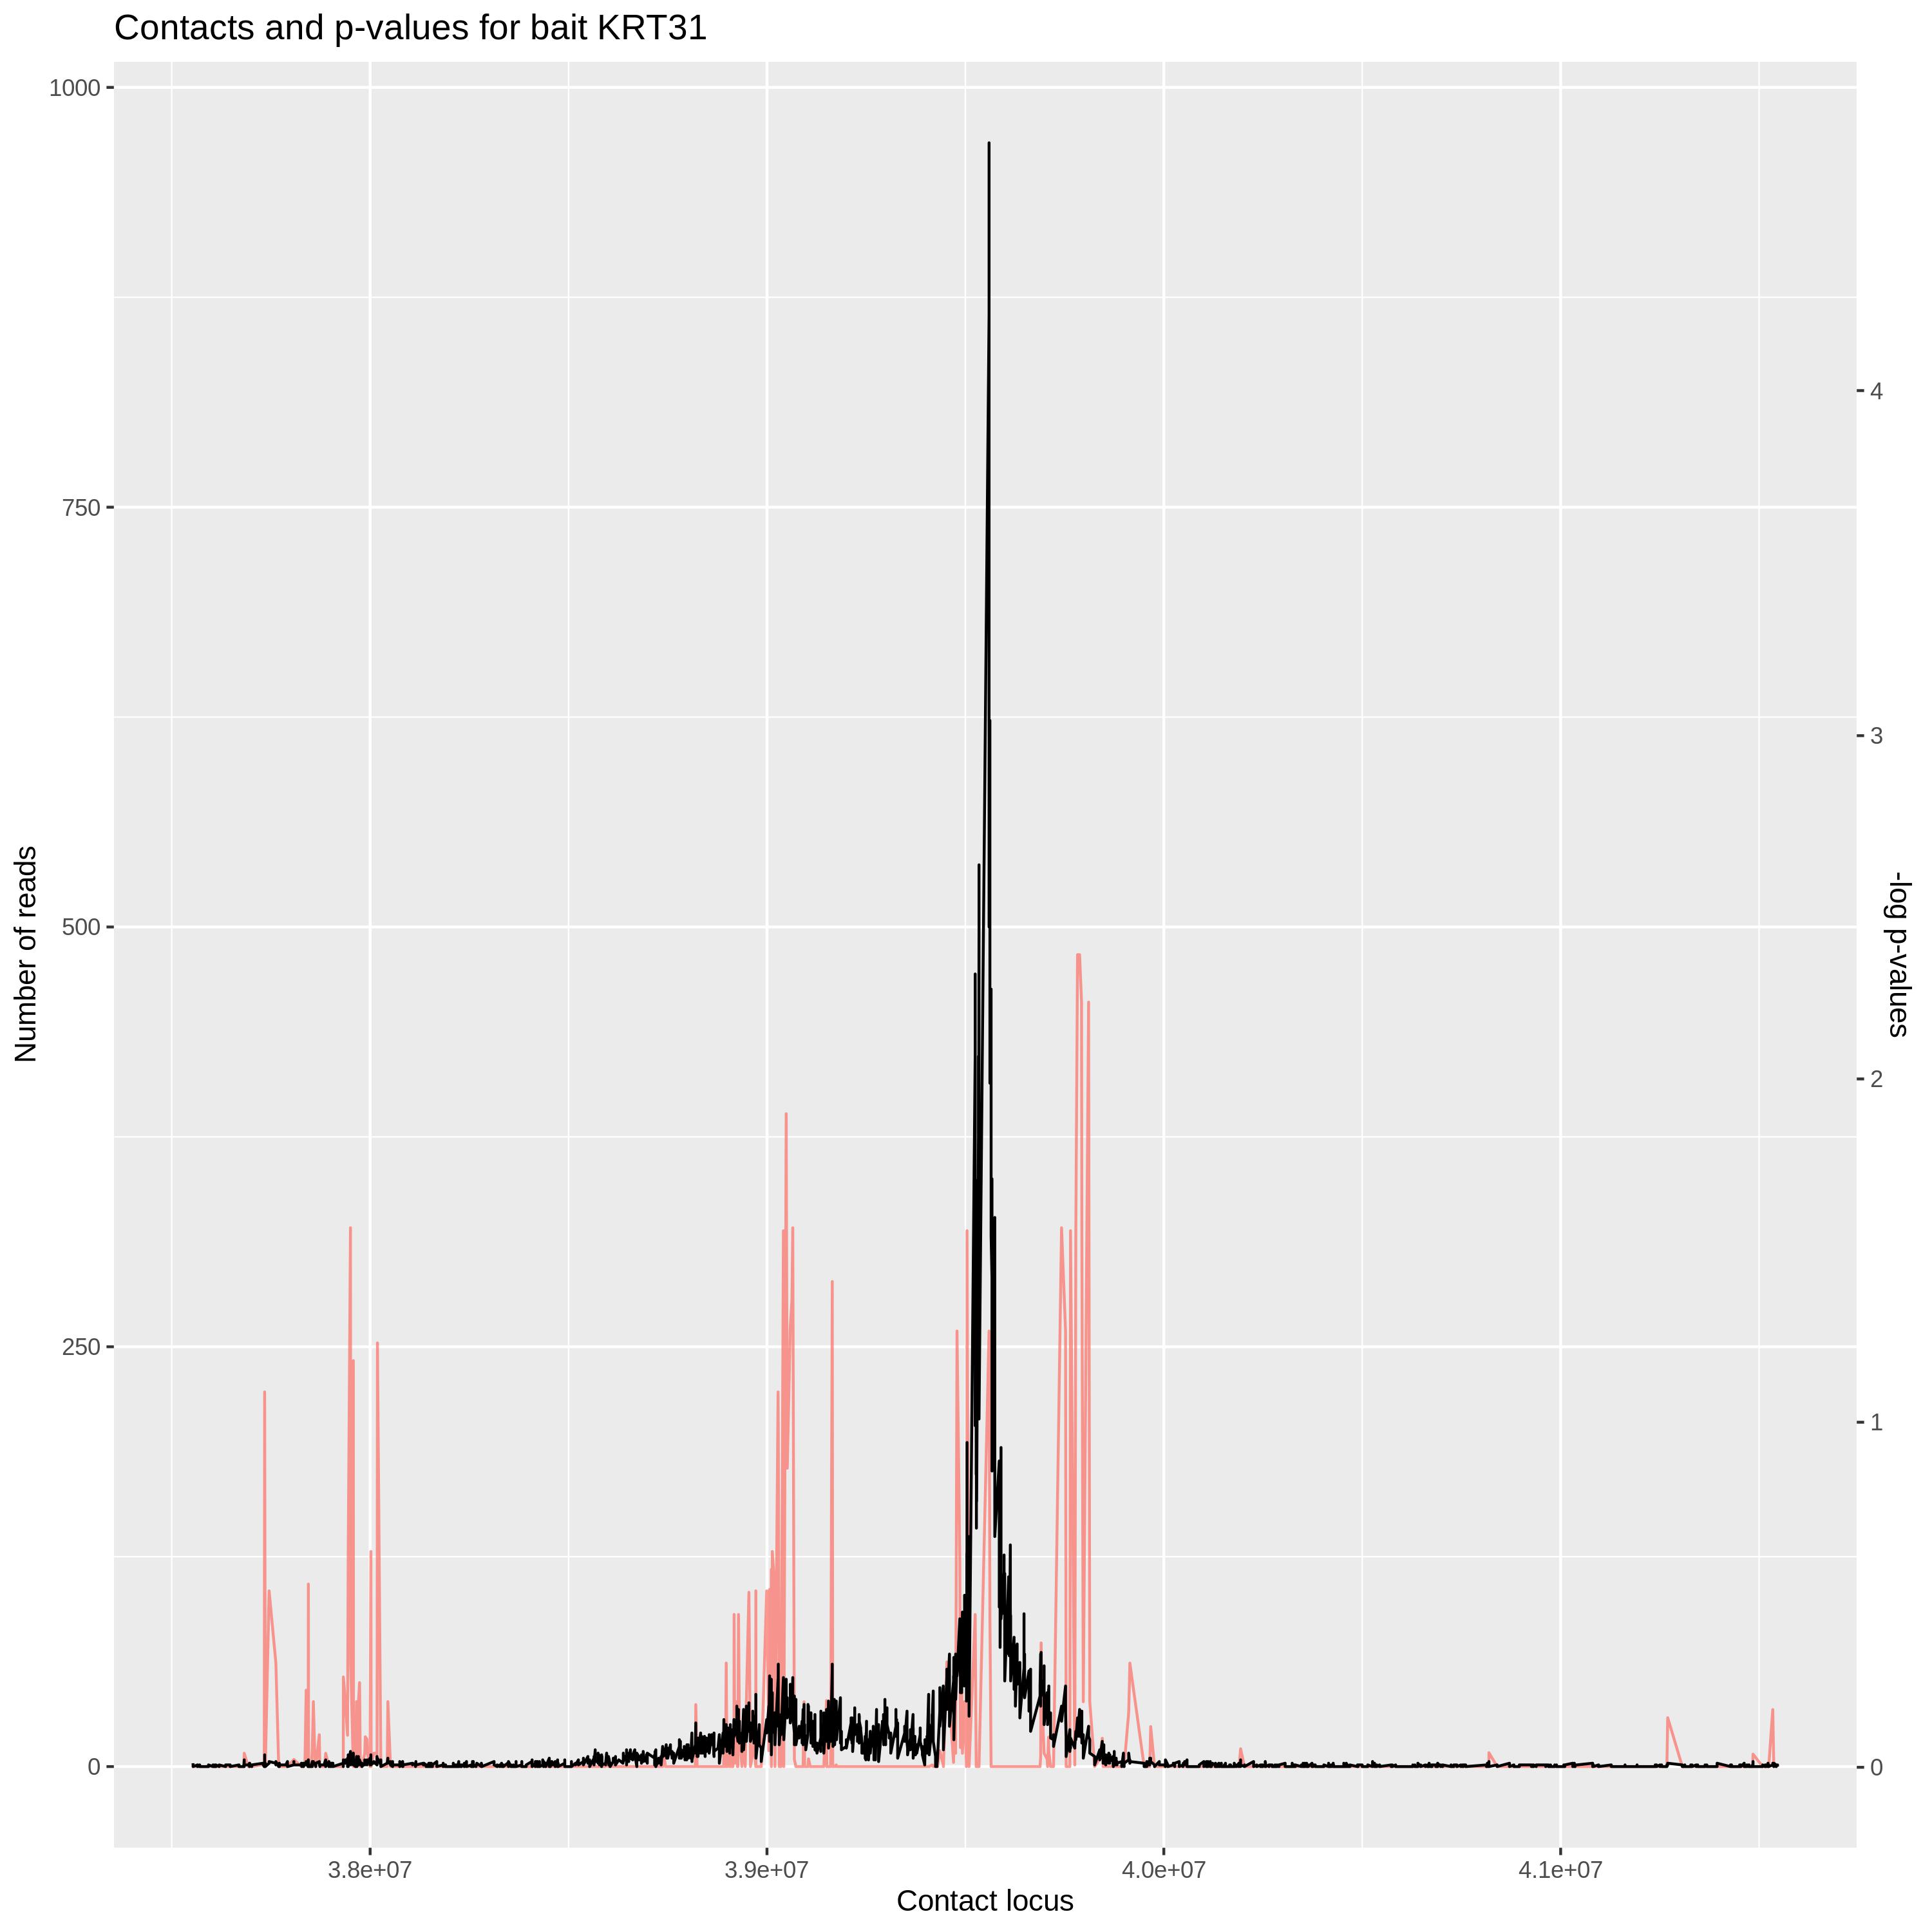 Contacts and p-values for bait KRT31
1000
750
500
250
0
Number of reads
4
3
2
1
0
-log p-values
3.8e+07
3.9e+07
4.0e+07
4.1e+07
Contact locus